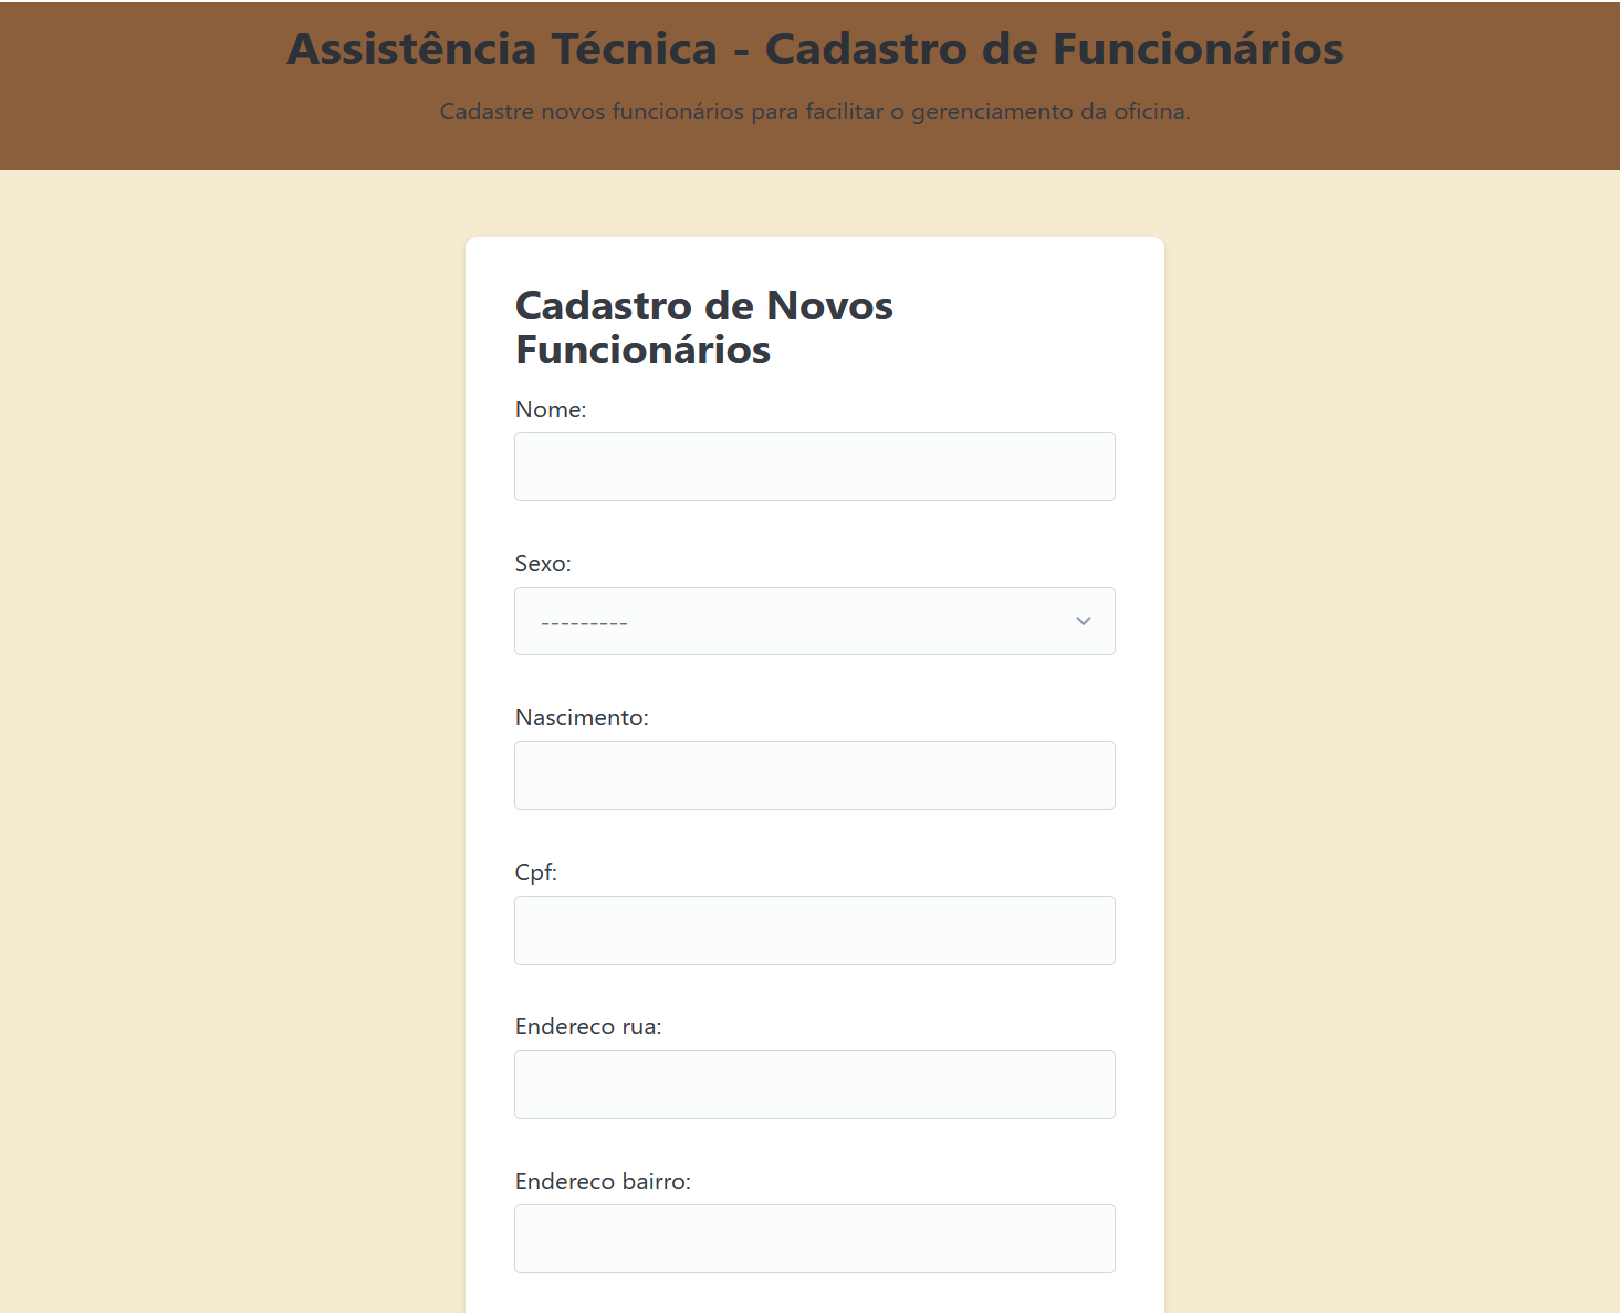 Assistência Técnica - Cadastro de Funcionários
Cadastre novos funcionários para facilitar o gerenciamento da oficina.
Cadastro de Novos
Funcionários
Nome:
Sexo:
---------
Nascimento:
Cpf:
Endereco rua:
Endereco bairro: